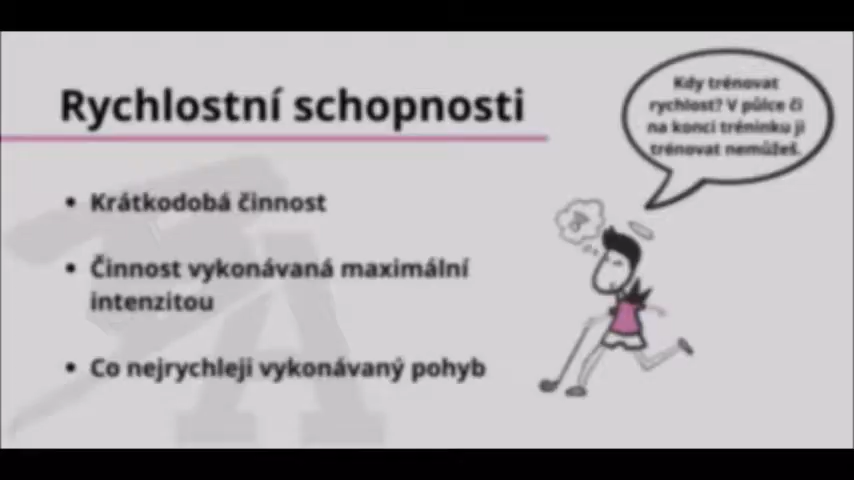 Rychlostní schopnosti
Kdy trénovat
rychlost? V půlce či
na konci tréninku ji
trénovat nemůžeš.
Krátkodobá činnost
Činnost vykonávaná maximální
intenzitou
Co nejrychleji vykonávaný pohyb